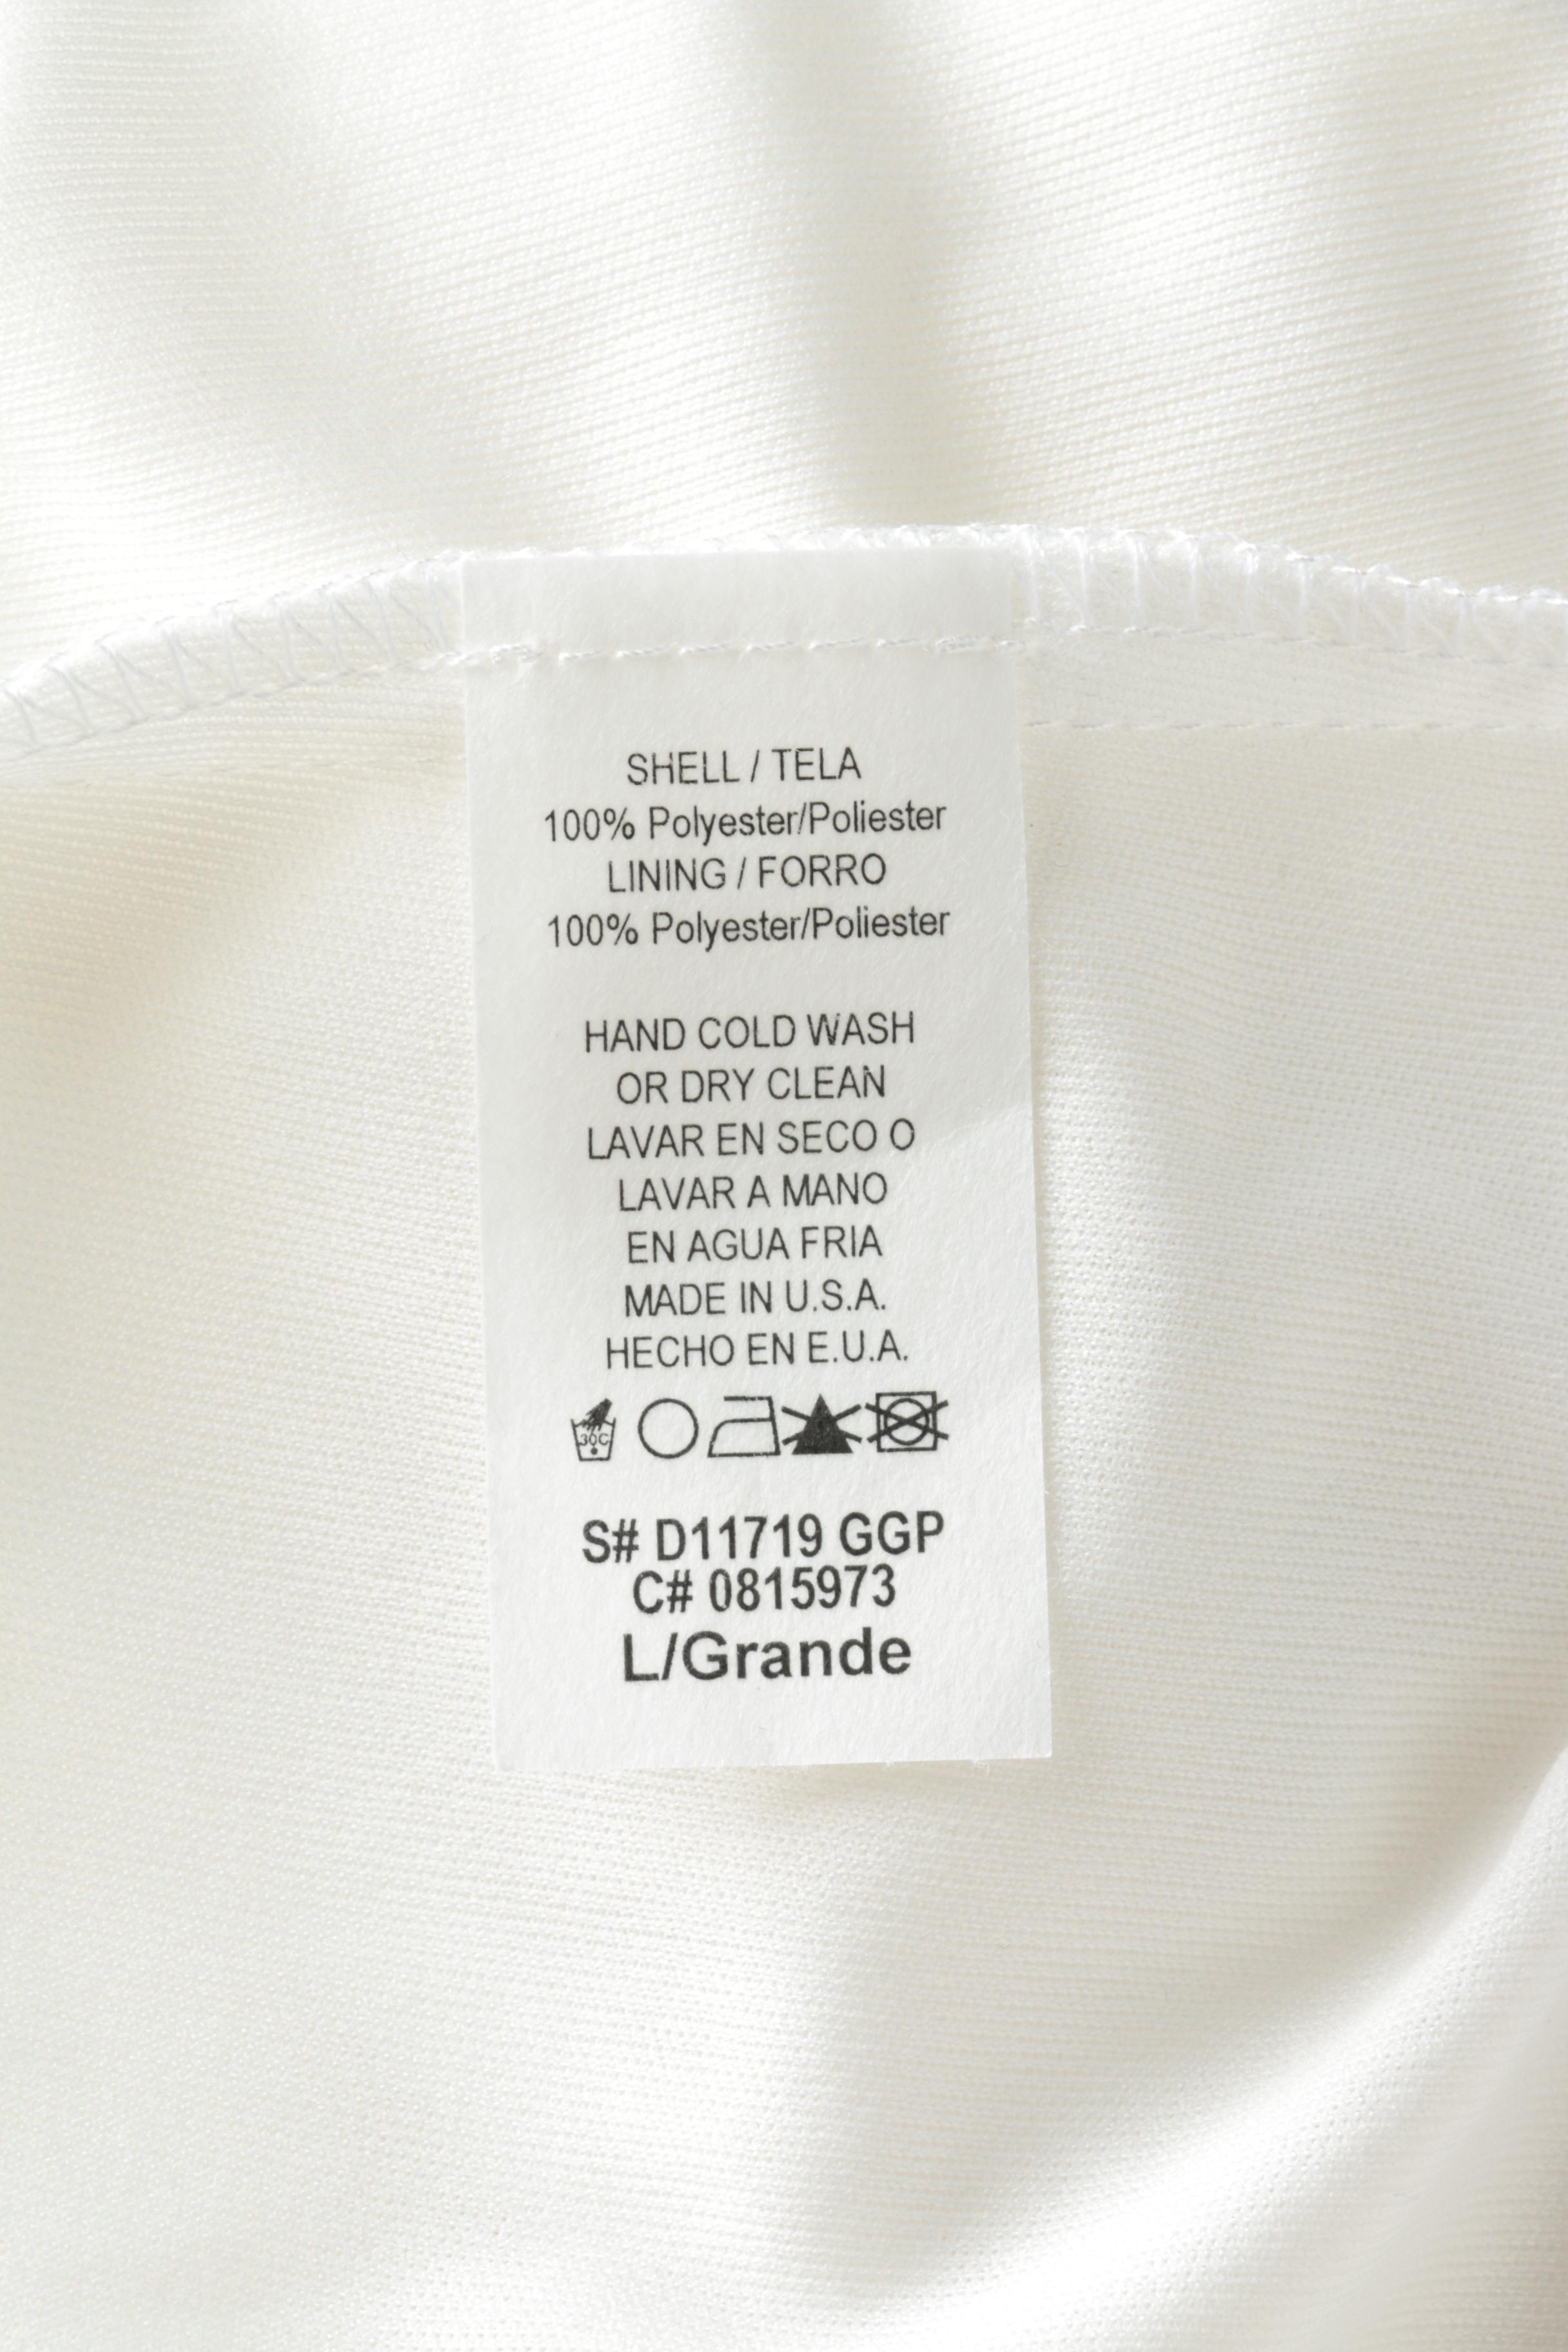 SHELL / TELA
100% Polyester/Poliester
LINING / FORRO
100% Polyester/Poliester
HAND COLD WASH
OR DRY CLEAN
LAVAR EN SECO O
LAVAR A MANO
EN AGUA FRIA
MADE IN U.S.A.
HECHO EN E.U.A.
30C
S# D11719 GGP
C# 0815973
L/Grande